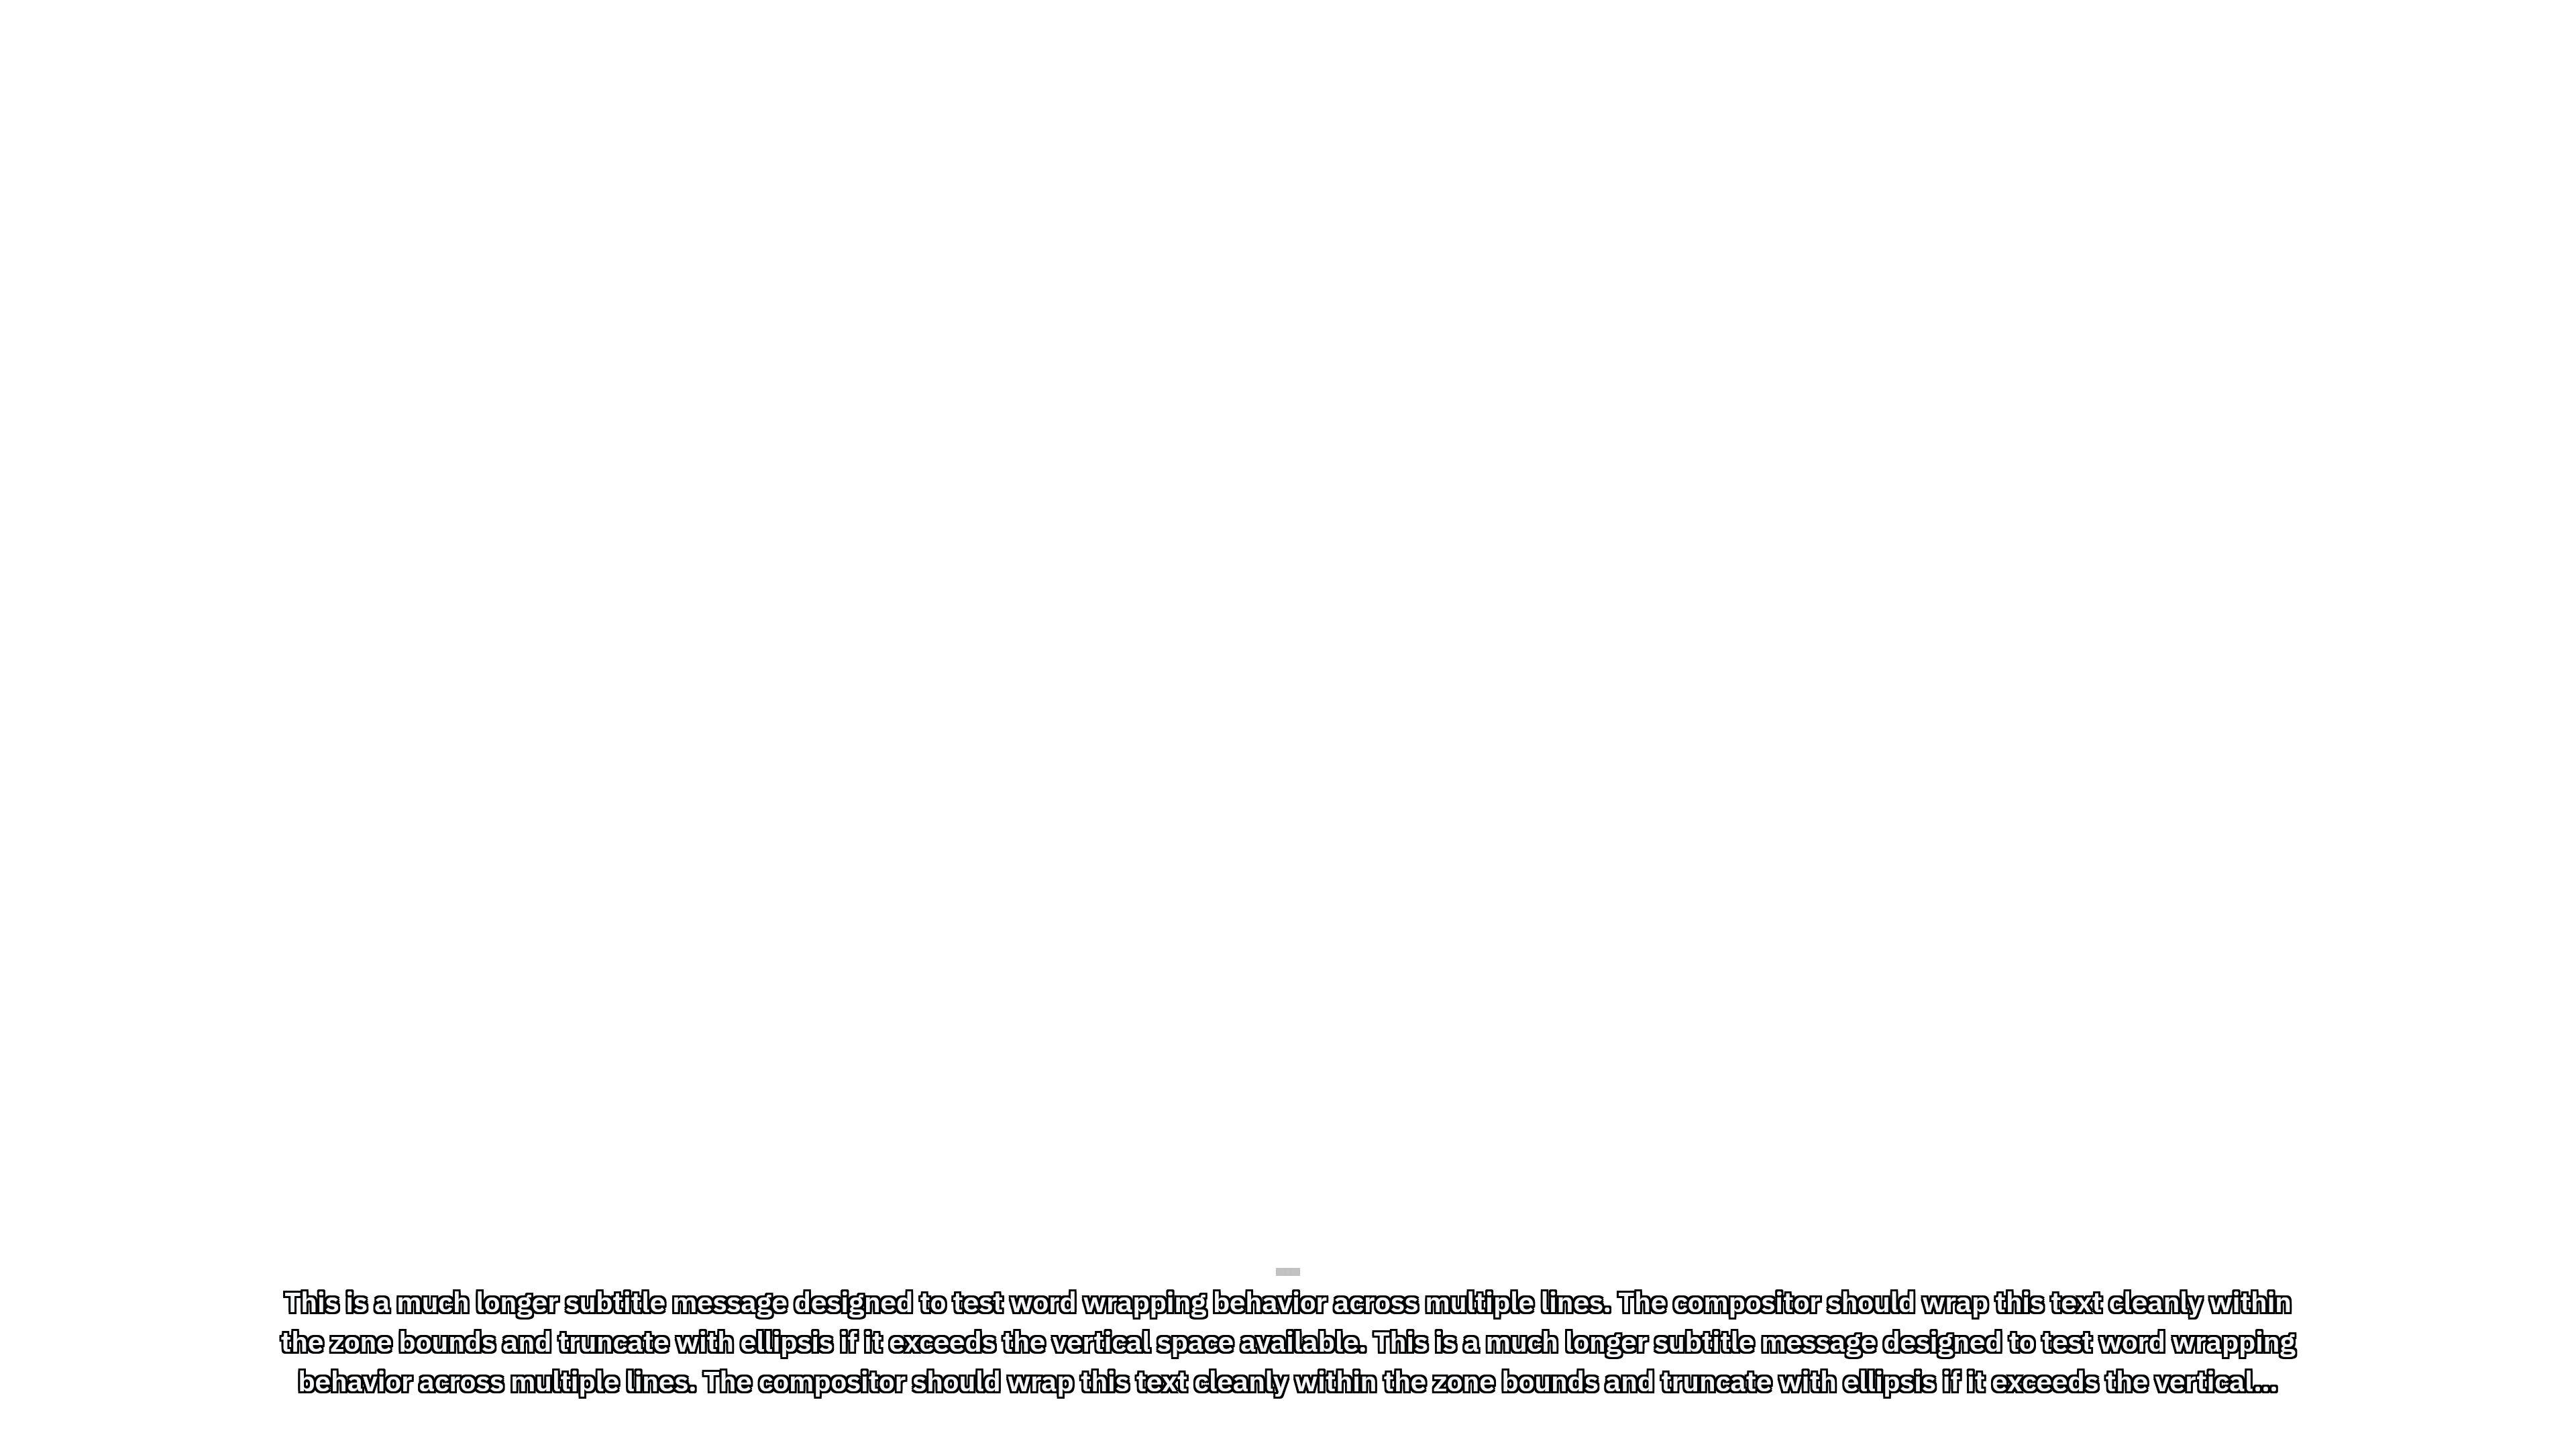 This is a much longer subtitle message designed to test word wrapping behavior across multiple lines. The compositor should wrap this text cleanly within
the zone bounds and truncate with ellipsis if it exceeds the vertical space available. This is a much longer subtitle message designed to test word wrapping
behavior across multiple lines. The compositor should wrap this text cleanly within the zone bounds and truncate with ellipsis if it exceeds the vertical...